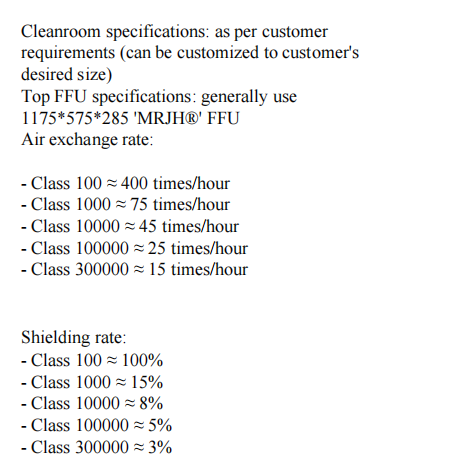 Cleanroom specifications: as per customer
requirements (can be customized to customer's
desired size)
Top FFU specifications: generally use
1175*575*285 'MRJH®' FFU
Air exchange rate:
- Class 100 ≈ 400 times/hour
- Class 1000 ≈ 75 times/hour
- Class 10000 ≈ 45 times/hour
- Class 100000 ≈ 25 times/hour
- Class 300000 ≈ 15 times/hour
Shielding rate:
- Class 100 ≈ 100%
- Class 1000 ≈ 15%
- Class 10000 ≈ 8%
- Class 100000 ≈ 5%
- Class 300000 ≈ 3%